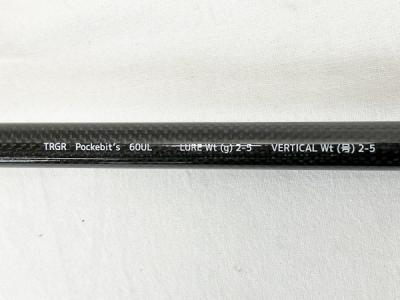 TRGR Pockebit's 60UL LURE Wt (g) 2-5 VERTICAL Wt (号) 2-5